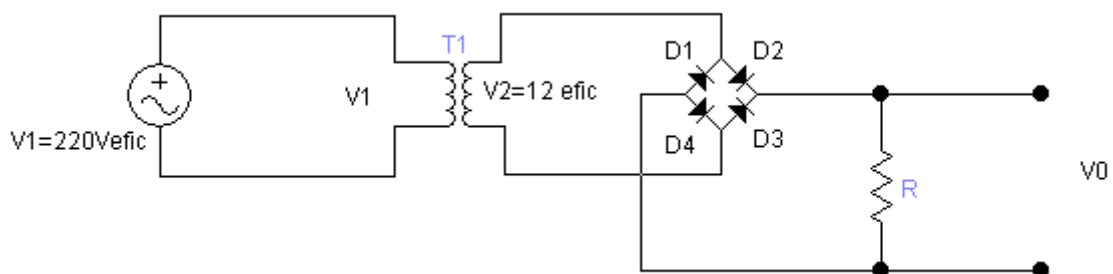 T1
D1
D2
V1
V2=12 efic
V1=220Vefic
D4
D3
R
V0